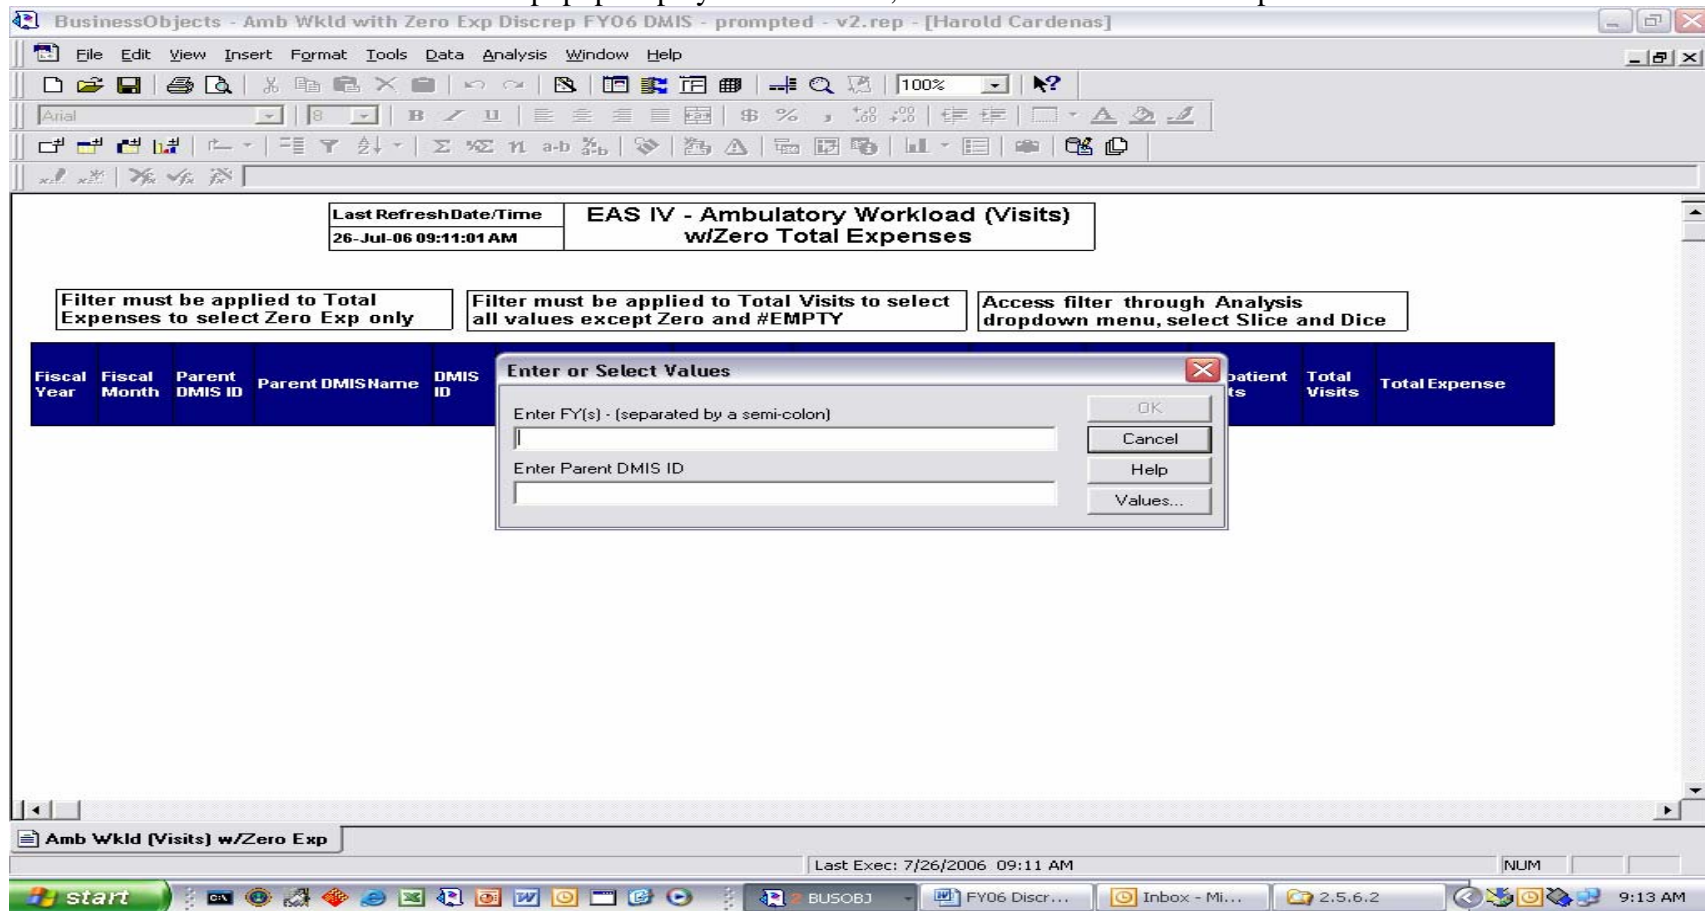 BusinessObjects - Amb Wkld with Zero Exp Discrep FY06 DMIS - prompted - v2.rep - [Harold Cardenas]
File Edit View Insert Format Tools Data Analysis Window Help
100%
Arial 8 B U $ %
Last Refresh Date/Time
26-Jul-06 09:11:01 AM
EAS IV - Ambulatory Workload (Visits)
w/Zero Total Expenses
Filter must be applied to Total
Expenses to select Zero Exp only
Filter must be applied to Total Visits to select
all values except Zero and #EMPTY
Access filter through Analysis
dropdown menu, select Slice and Dice
Fiscal Year
Fiscal Month
Parent DMIS ID
Parent DMIS Name
DMIS ID
patient
ts
Total Visits
Total Expense
Enter or Select Values
Enter FY(s) - (separated by a semi-colon)
Enter Parent DMIS ID
OK
Cancel
Help
Values...
Amb Wkld (Visits) w/Zero Exp
Last Exec: 7/26/2006 09:11 AM
NUM
start
BUSOBJ
FY06 Discr...
Inbox - Mi...
2.5.6.2
9:13 AM